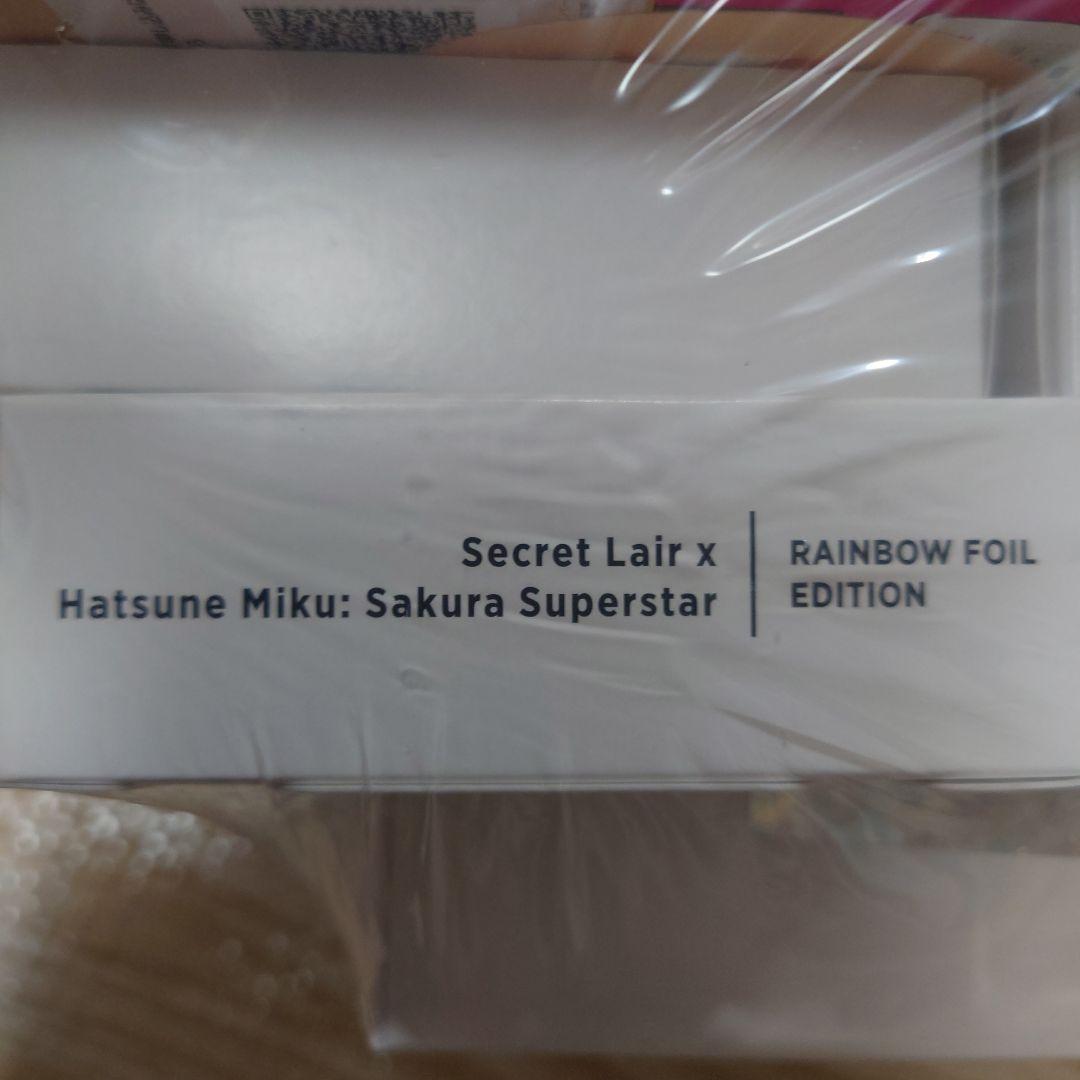 Secret Lair x
Hatsune Miku: Sakura Superstar
RAINBOW FOIL
EDITION